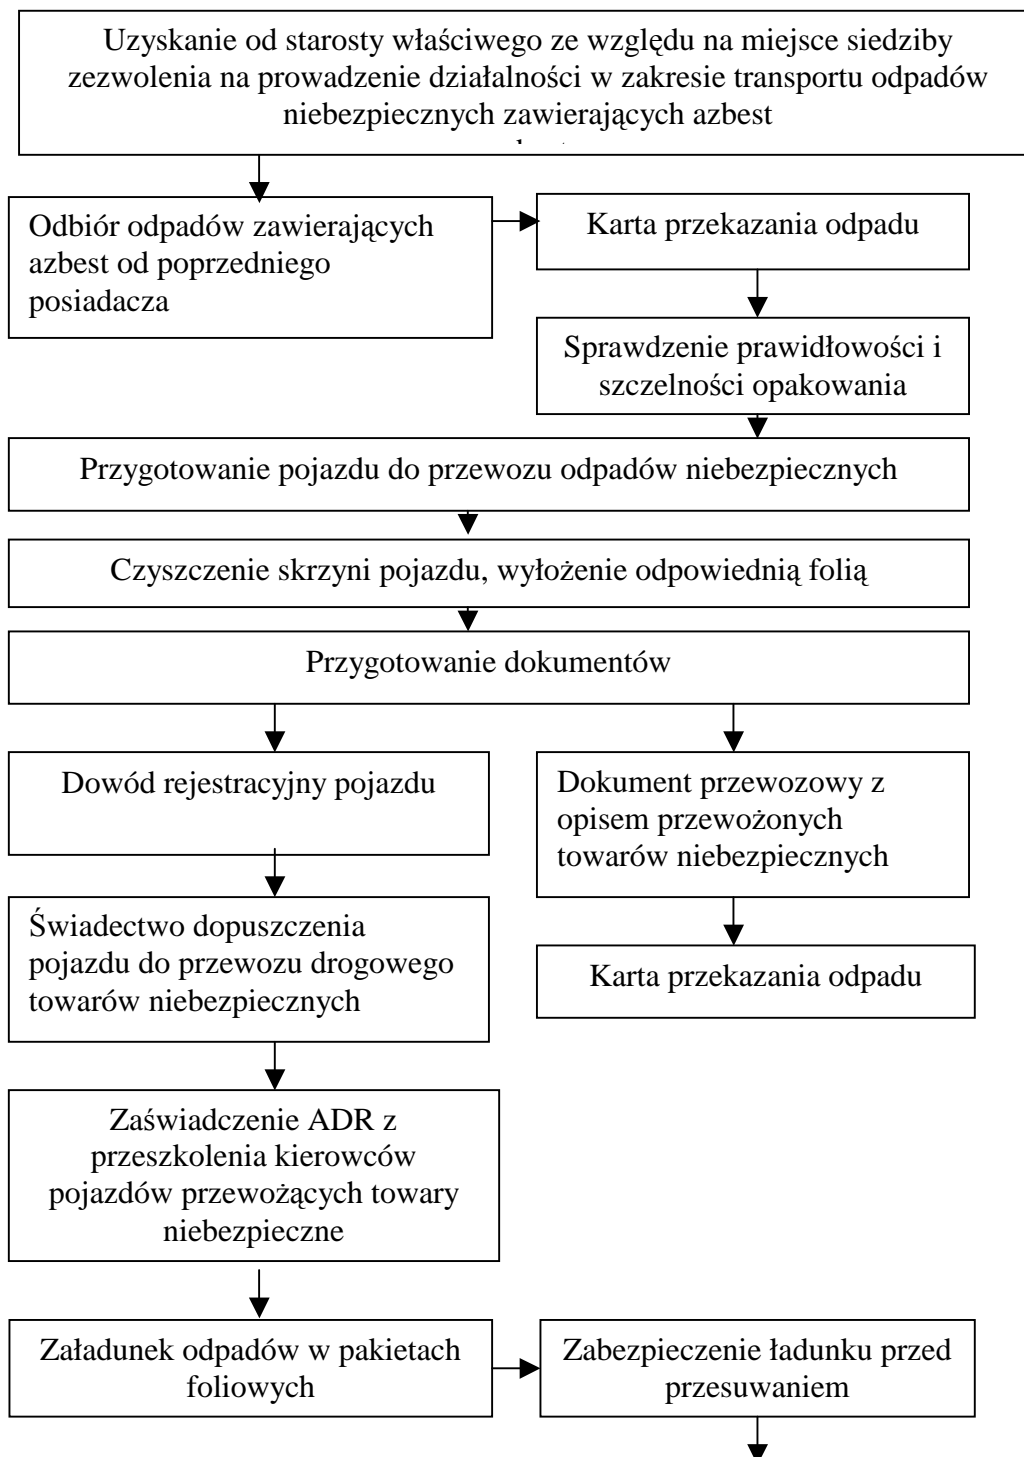 Uzyskanie od starosty właściwego ze względu na miejsce siedziby
zezwolenia na prowadzenie działalności w zakresie transportu odpadów
niebezpiecznych zawierających azbest
Odbiór odpadów zawierających
azbest od poprzedniego
posiadacza
Karta przekazania odpadu
Sprawdzenie prawidłowości i
szczelności opakowania
Przygotowanie pojazdu do przewozu odpadów niebezpiecznych
Czyszczenie skrzyni pojazdu, wyłożenie odpowiednią folią
Przygotowanie dokumentów
Dowód rejestracyjny pojazdu
Dokument przewozowy z
opisem przewożonych
towarów niebezpiecznych
Świadectwo dopuszczenia
pojazdu do przewozu drogowego
towarów niebezpiecznych
Karta przekazania odpadu
Zaświadczenie ADR z
przeszkolenia kierowców
pojazdów przewożących towary
niebezpieczne
Załadunek odpadów w pakietach
foliowych
Zabezpieczenie ładunku przed
przesuwaniem